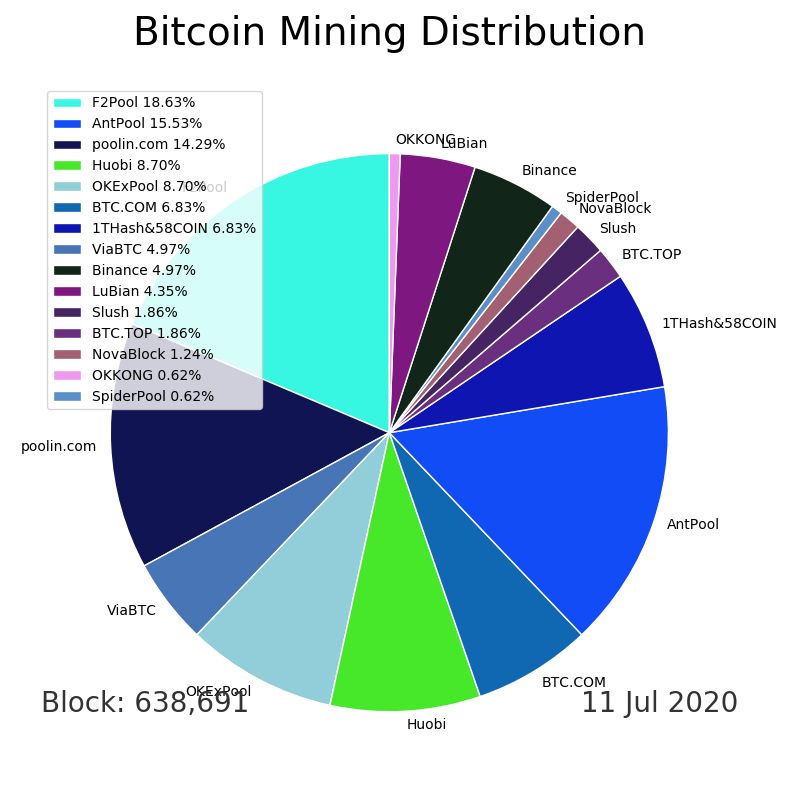 Bitcoin Mining Distribution
F2Pool 18.63%
AntPool 15.53%
poolin.com 14.29%
Huobi 8.70%
OKExPool 8.70%
BTC.COM 6.83%
1THash&58COIN 6.83%
ViaBTC 4.97%
Binance 4.97%
LuBian 4.35%
Slush 1.86%
BTC.TOP 1.86%
NovaBlock 1.24%
OKKONG 0.62%
SpiderPool 0.62%
OKKONG
LuBian
Binance
SpiderPool
NovaBlock
Slush
BTC.TOP
1THash&58COIN
AntPool
BTC.COM
Huobi
OKExPool
ViaBTC
poolin.com
Block: 638,691
11 Jul 2020